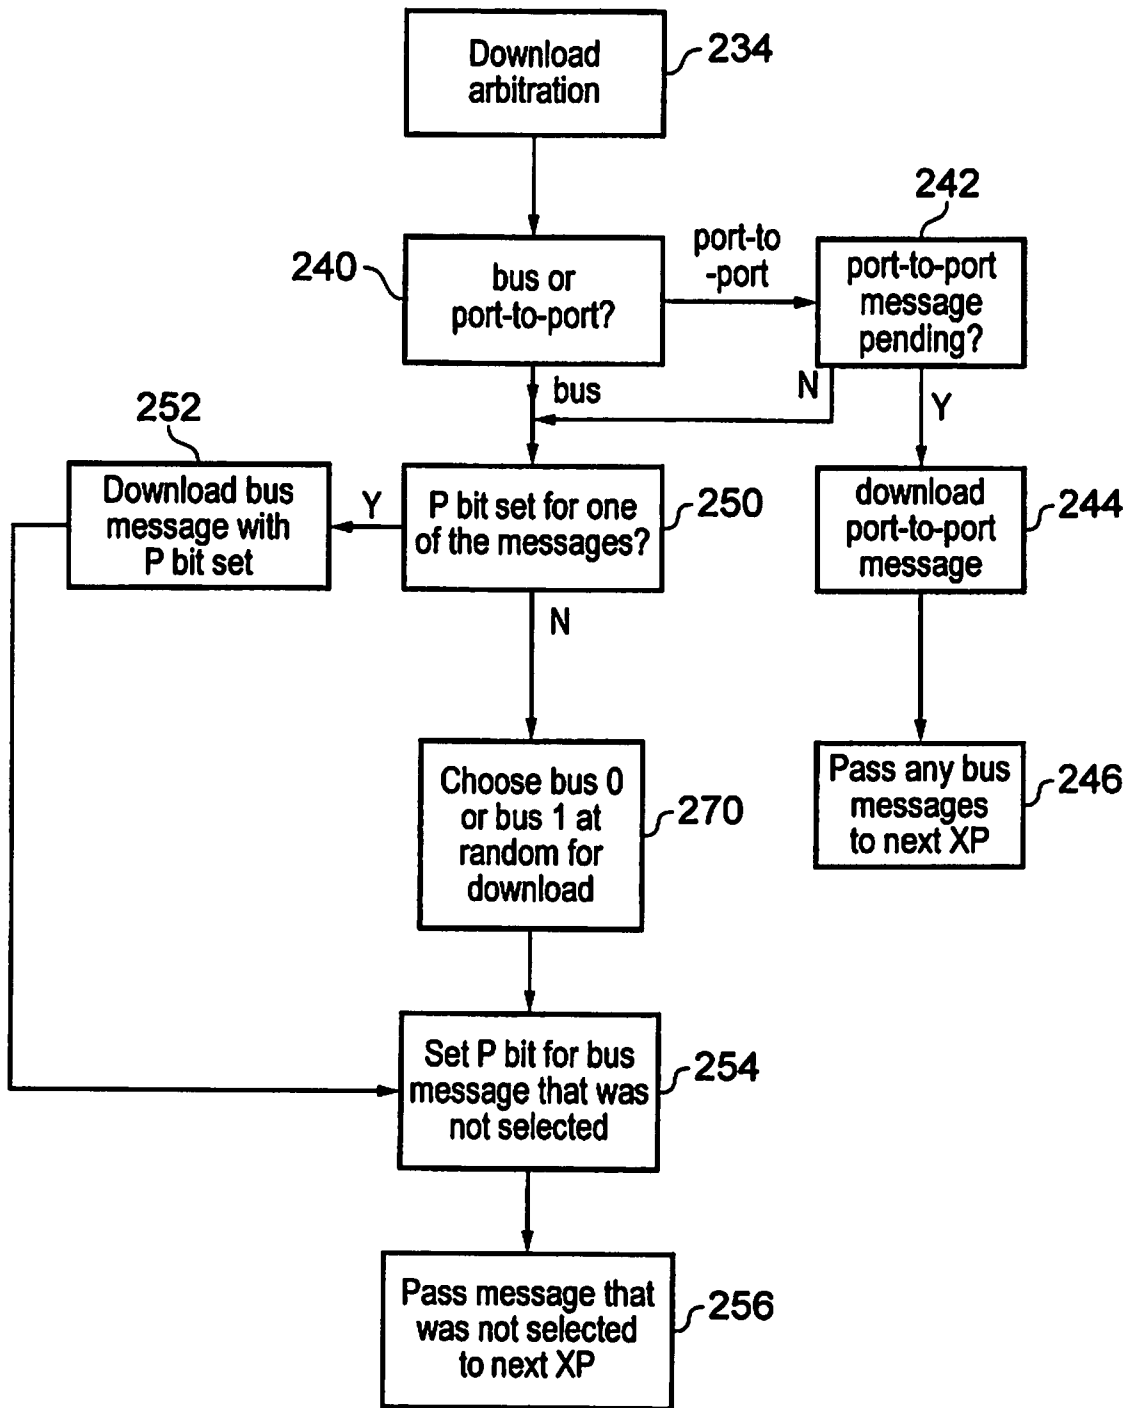 Download
arbitration
234
240
bus or
port-to-port?
port-to
-port
242
port-to-port
message
pending?
bus
N
Y
252
Download bus
message with
P bit set
Y
P bit set for one
of the messages?
250
download
port-to-port
message
244
N
Choose bus 0
or bus 1 at
random for
download
270
Pass any bus
messages
to next XP
246
Set P bit for bus
message that was
not selected
254
Pass message that
was not selected
to next XP
256